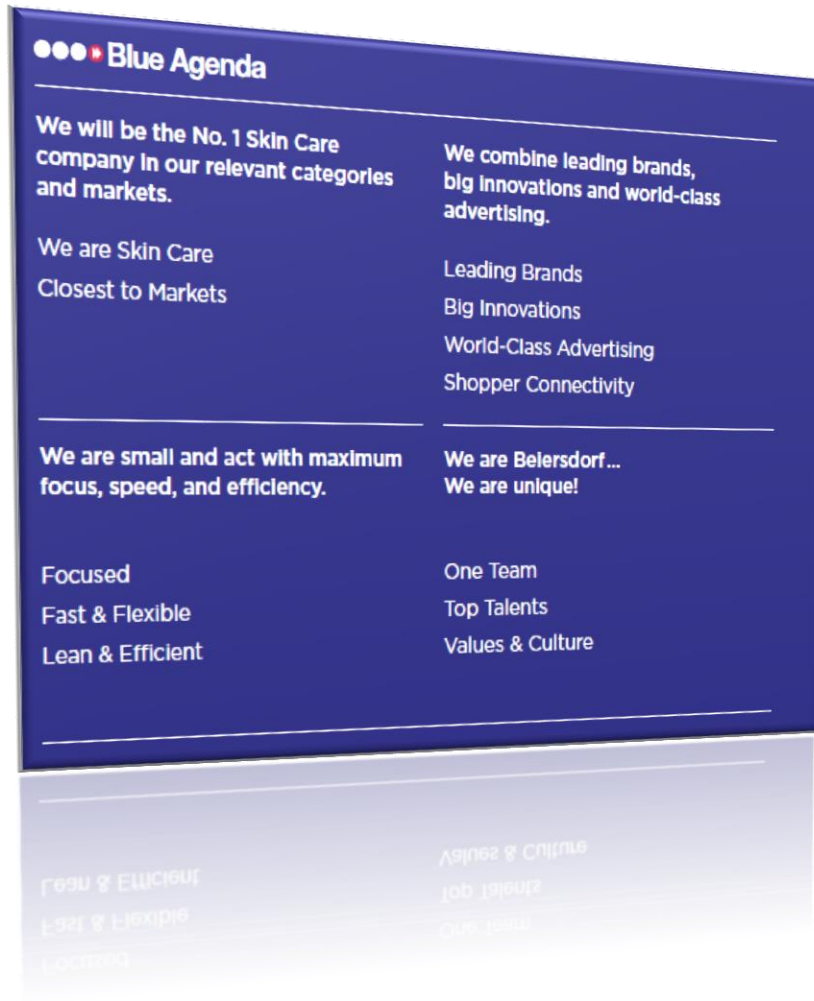 Blue Agenda
We will be the No. 1 Skin Care
company in our relevant categories
and markets.
We are Skin Care
Closest to Markets
We combine leading brands,
big innovations and world-class
advertising.
Leading Brands
Big Innovations
World-Class Advertising
Shopper Connectivity
We are small and act with maximum
focus, speed, and efficiency.
Focused
Fast & Flexible
Lean & Efficient
We are Beiersdorf...
We are unique!
One Team
Top Talents
Values & Culture